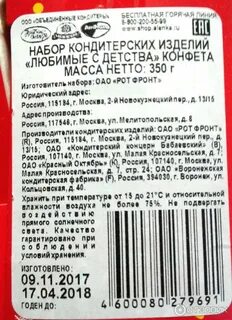 ООО «ОБЪЕДИНЁННЫЕ КОНДИТЕРЫ»
БЕСПЛАТНАЯ ГОРЯЧАЯ ЛИНИЯ
8-800-200-55-99
www.shop.alenka.ru
НАБОР КОНДИТЕРСКИХ ИЗДЕЛИЙ
«ЛЮБИМЫЕ С ДЕТСТВА» КОНФЕТА
МАССА НЕТТО: 350 г
Изготовитель набора: ОАО «РОТ ФРОНТ»
Юридический адрес:
Россия, 115184, г. Москва, 2-й Новокузнецкий пер., д. 13/15
Адрес производства:
Россия, 117546, г. Москва, ул. Мелитопольская, д. 8
Производители кондитерских изделий: ОАО «РОТ ФРОНТ»
(R), Россия, 115184, г. Москва, 2-й Новокузнецкий пер., д.
13/15; ОАО «Кондитерский концерн Бабаевский» (B),
Россия, 107140, г. Москва, ул. Малая Красносельская, д. 7;
ОАО «Красный Октябрь» Россия, 107140, г. Москва, ул.
Малая Красносельская, д. 7, стр. 24; ОАО «Воронежская
кондитерская фабрика» Россия, 394030, г. Воронеж, ул.
Кольцовская, д. 40.
Хранить при температуре от 15 до 21°С и относительной
влажности воздуха не более 75%. Не подвергать
воздействию
прямого
солнечного света.
Качество
гарантировано при
соблюдении
условий хранения.
ИЗГОТОВЛЕНО:
09.11.2017
17.04.2018
4 600080 279691